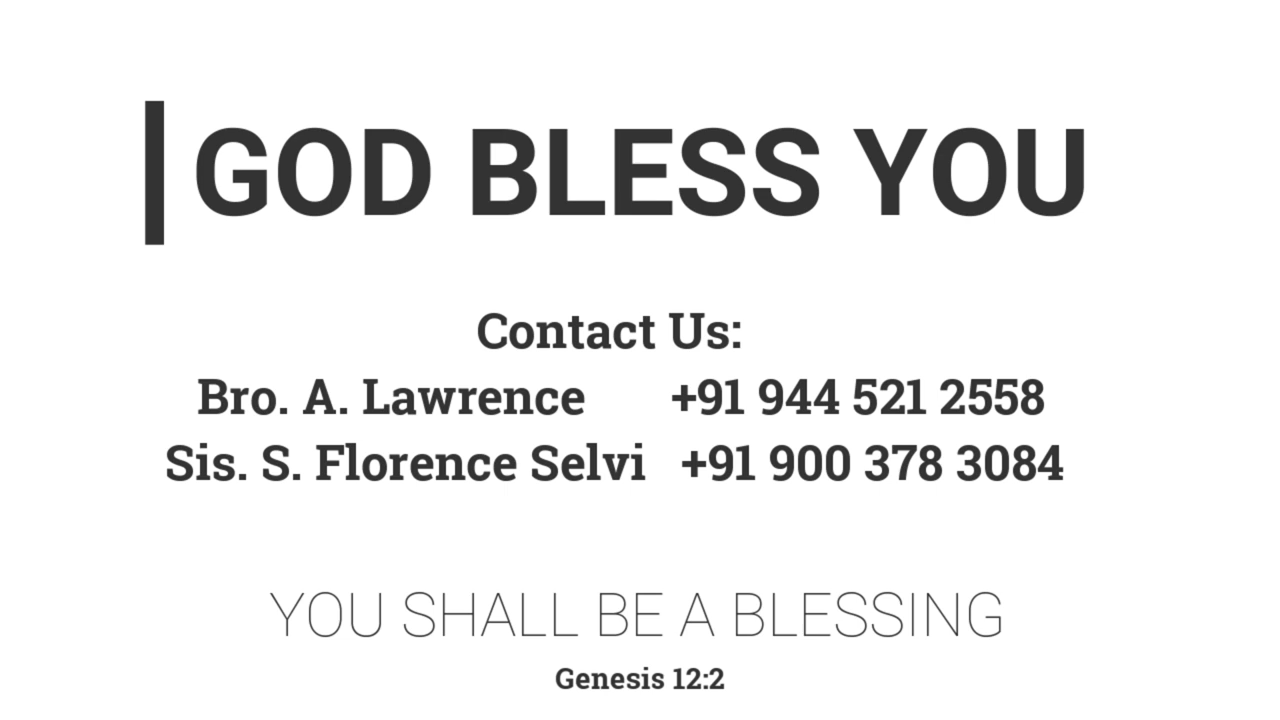 GOD BLESS YOU
Contact Us:
Bro. A. Lawrence +91 944 521 2558
Sis. S. Florence Selvi +91 900 378 3084
YOU SHALL BE A BLESSING
Genesis 12:2